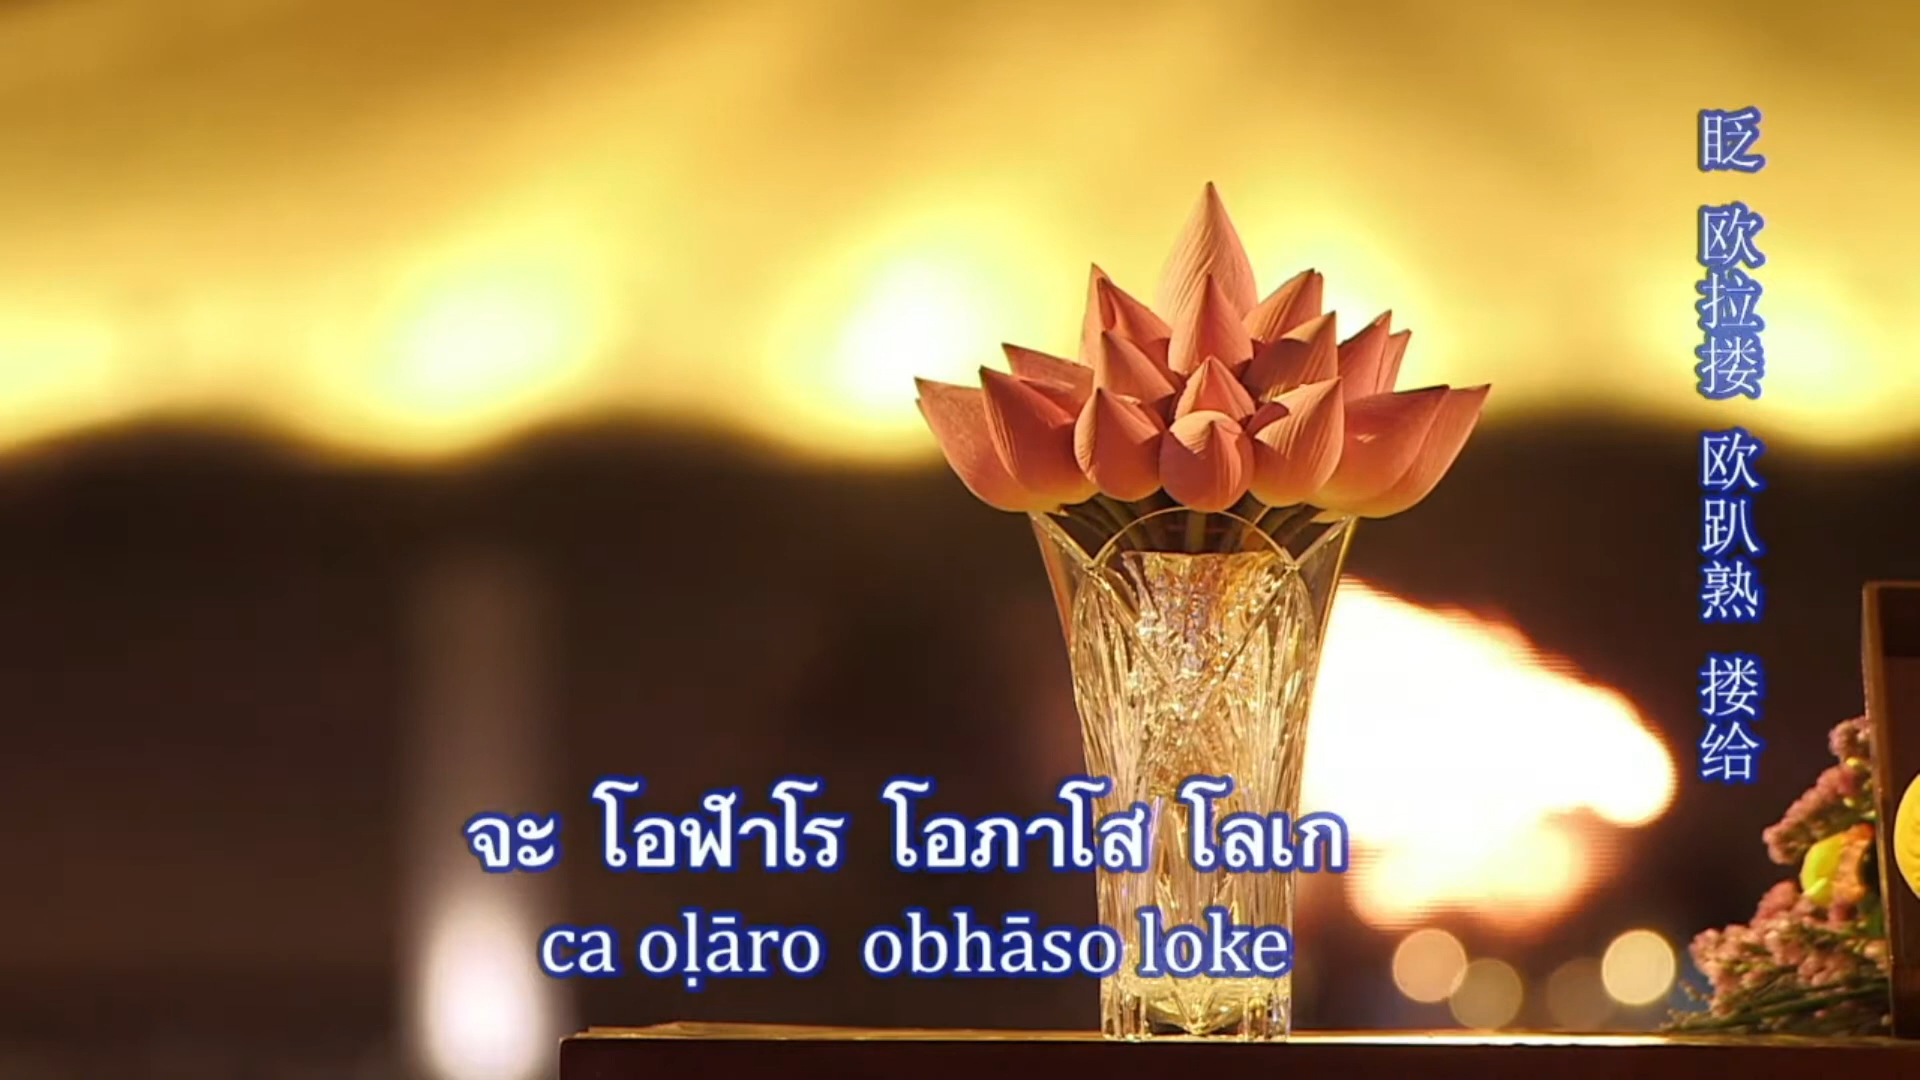 眨 欧拉搂 欧趴熟 搂给
จะ โอฬาโร โอภาโส โลเก
ca oḷāro obhāso loke